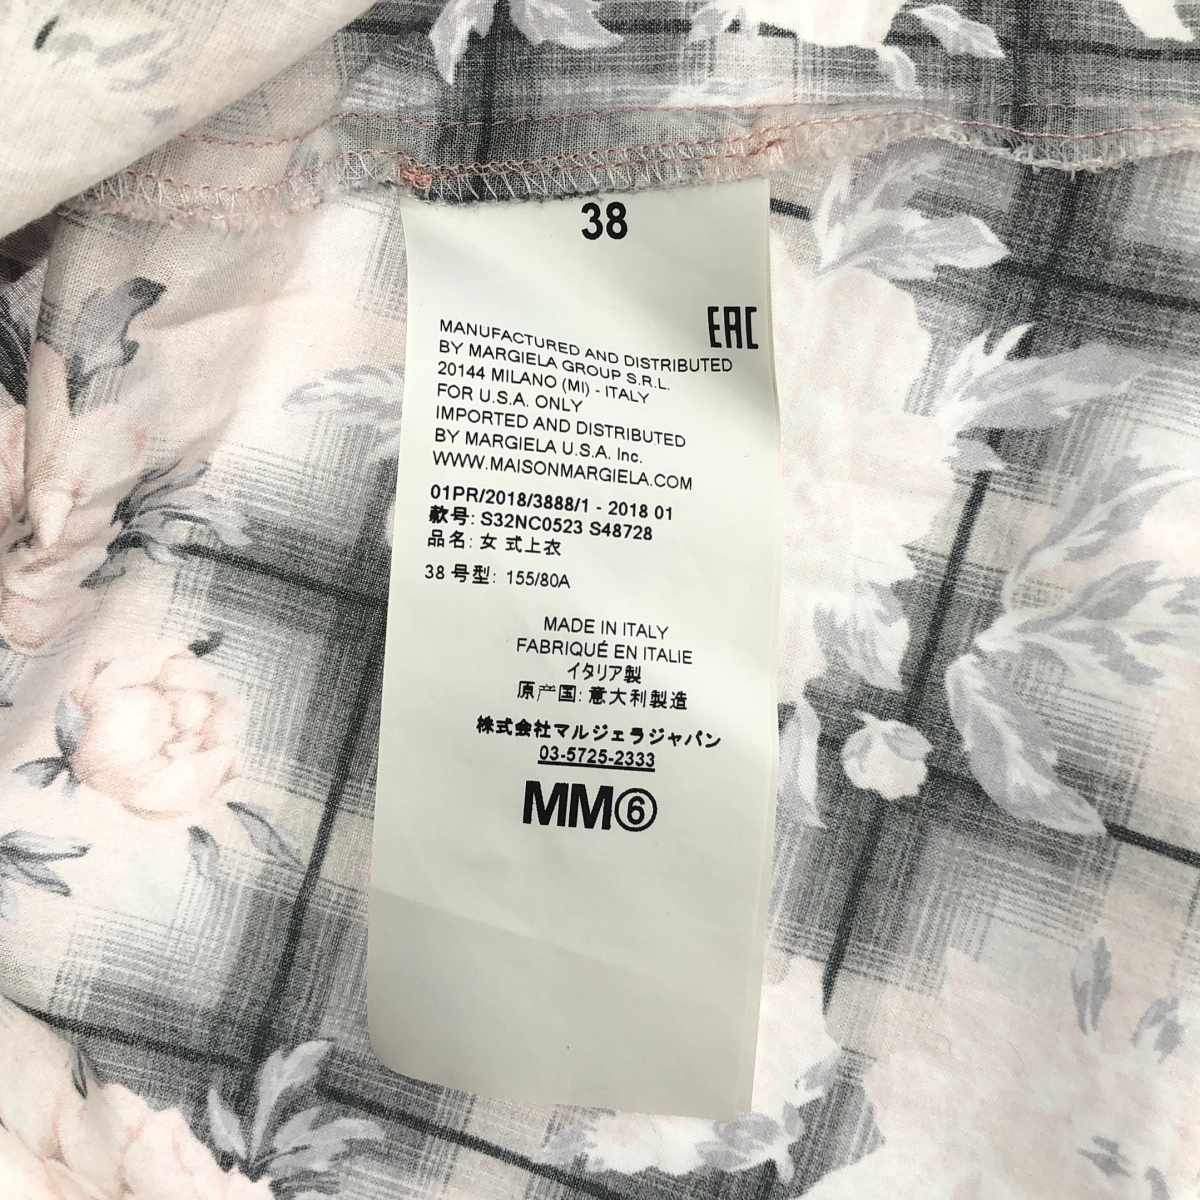 38
EAC
MANUFACTURED AND DISTRIBUTED
BY MARGIELA GROUP S.R.L.
20144 MILANO (MI) - ITALY
FOR U.S.A. ONLY
IMPORTED AND DISTRIBUTED
BY MARGIELA U.S.A. Inc.
WWW.MAISONMARGIELA.COM
01PR/2018/3888/1 - 2018 01
款号: S32NC0523 S48728
品名: 女 式上衣
38 号型: 155/80A
MADE IN ITALY
FABRIQUÉ EN ITALIE
イタリア製
原产国: 意大利製造
株式会社マルジェラジャパン
03-5725-2333
MM⑥